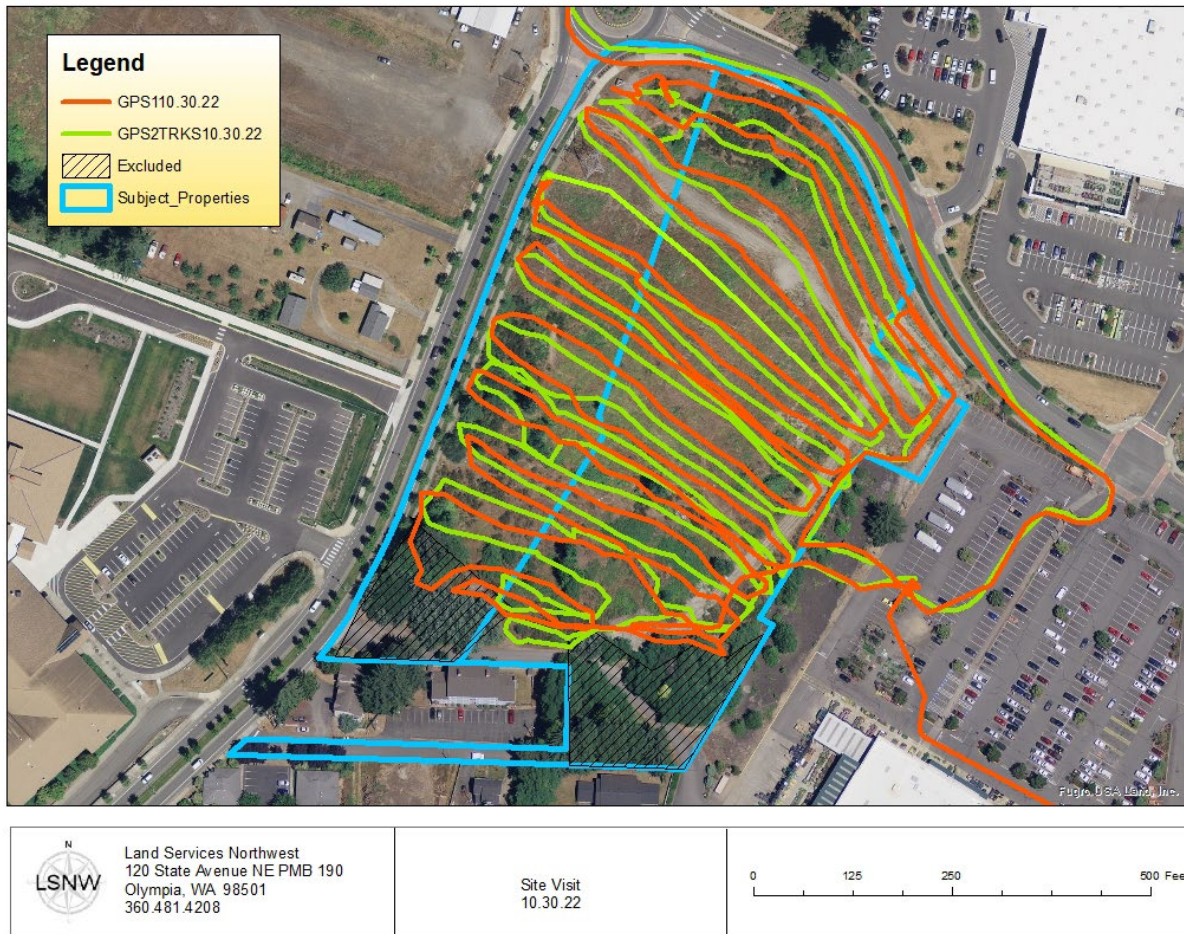 Legend
GPS110.30.22
GPS2TRKS10.30.22
Excluded
Subject_Properties
Fugro USA Land, Inc.
N
LSNW
Land Services Northwest
120 State Avenue NE PMB 190
Olympia, WA 98501
360.481.4208
Site Visit
10.30.22
0 125 250 500 Feet